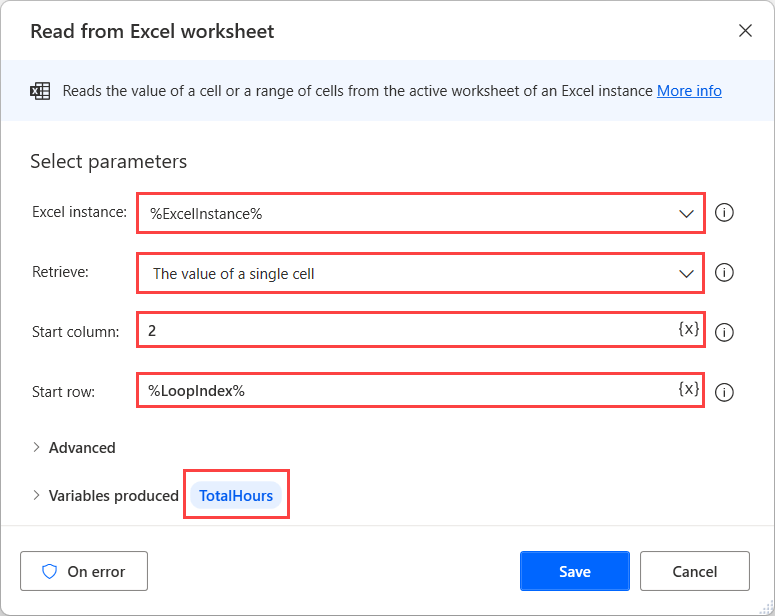 Read from Excel worksheet
Reads the value of a cell or a range of cells from the active worksheet of an Excel instance More info
Select parameters
Excel instance: %ExcelInstance%
Retrieve: The value of a single cell
Start column: 2 {x}
Start row: %LoopIndex% {x}
Advanced
Variables produced TotalHours
On error Save Cancel